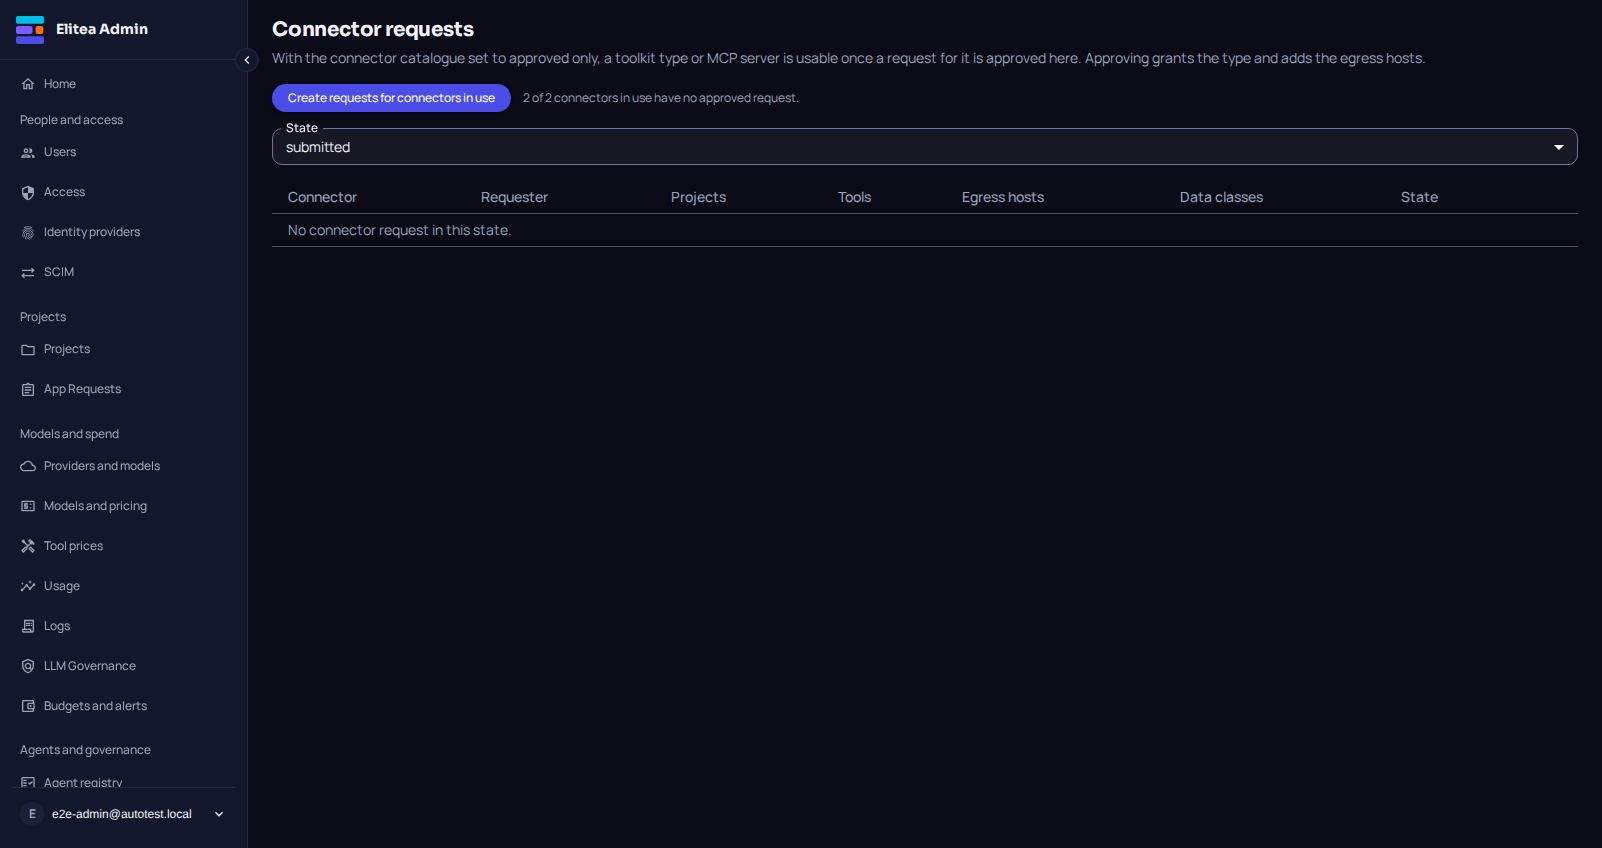 Elitea Admin
Home
People and access
Users
Access
Identity providers
SCIM
Projects
Projects
App Requests
Models and spend
Providers and models
Models and pricing
Tool prices
Usage
Logs
LLM Governance
Budgets and alerts
Agents and governance
Agent registry
E e2e-admin@autotest.local
Connector requests
With the connector catalogue set to approved only, a toolkit type or MCP server is usable once a request for it is approved here. Approving grants the type and adds the egress hosts.
Create requests for connectors in use 2 of 2 connectors in use have no approved request.
State
submitted
Connector Requester Projects Tools Egress hosts Data classes State
No connector request in this state.